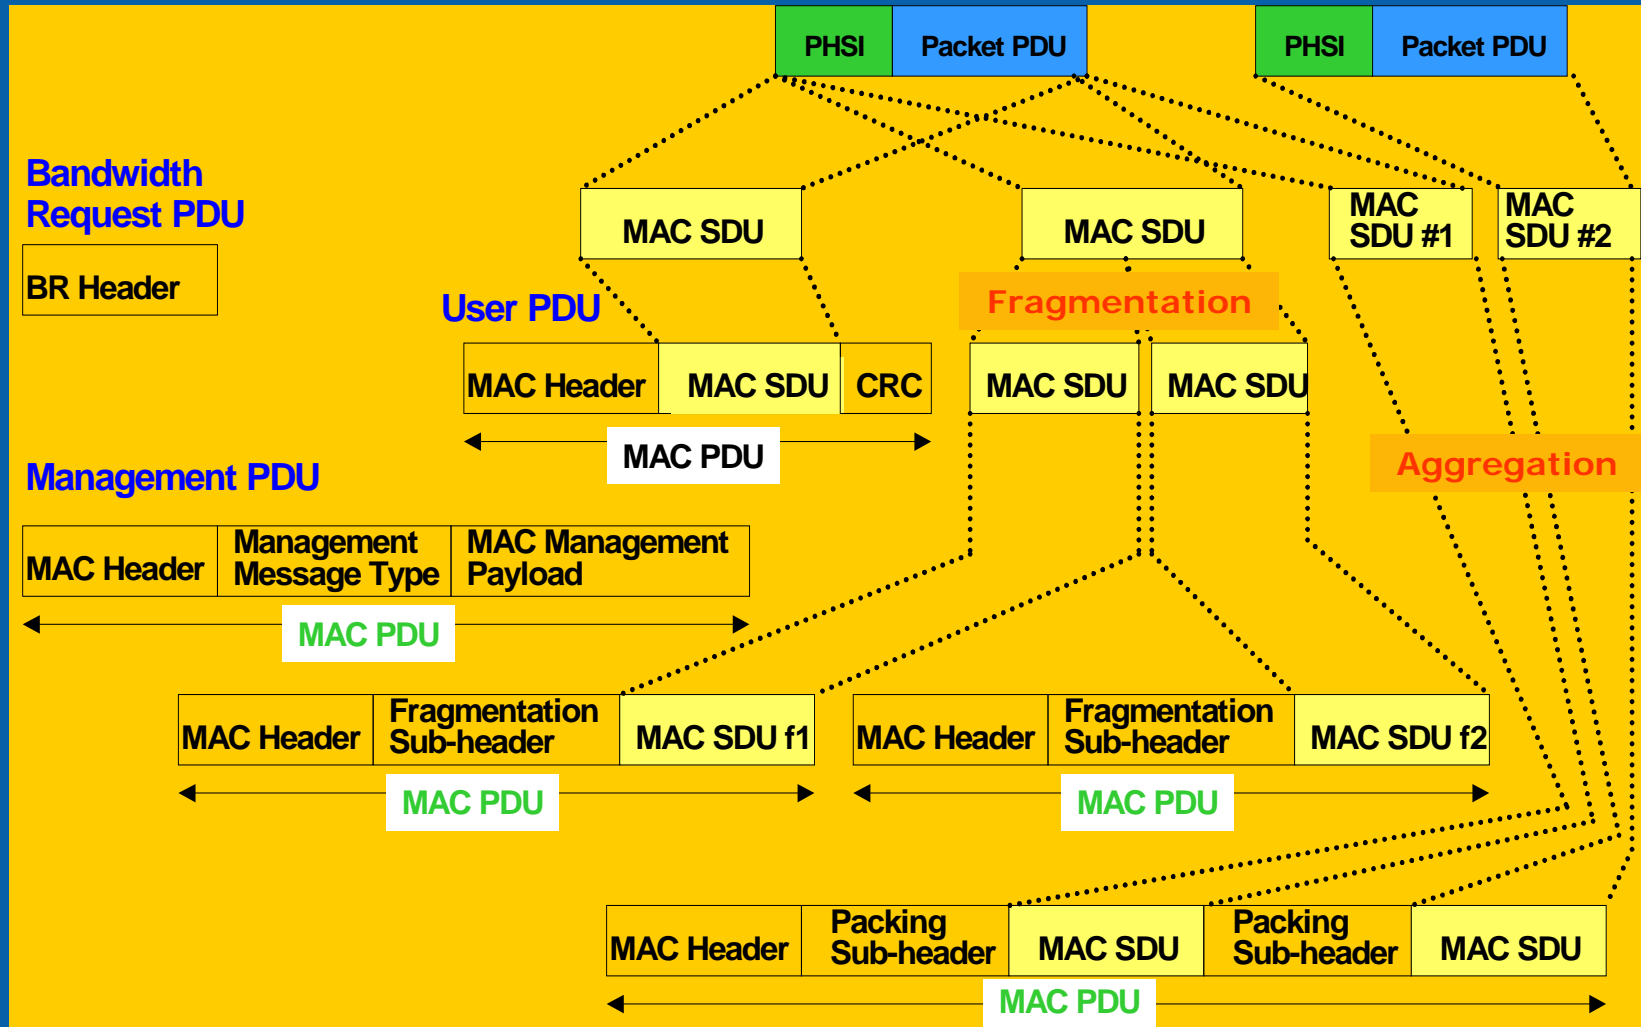 PHSI Packet PDU PHSI Packet PDU
Bandwidth
Request PDU
BR Header
MAC SDU
MAC SDU
MAC
SDU #1
MAC
SDU #2
User PDU
Fragmentation
MAC Header MAC SDU CRC
MAC PDU
MAC SDU MAC SDU
Aggregation
Management PDU
MAC Header
Management
Message Type
MAC Management
Payload
MAC PDU
MAC Header
Fragmentation
Sub-header
MAC SDU f1
MAC PDU
MAC Header
Fragmentation
Sub-header
MAC SDU f2
MAC PDU
MAC Header
Packing
Sub-header
MAC SDU
Packing
Sub-header
MAC SDU
MAC PDU